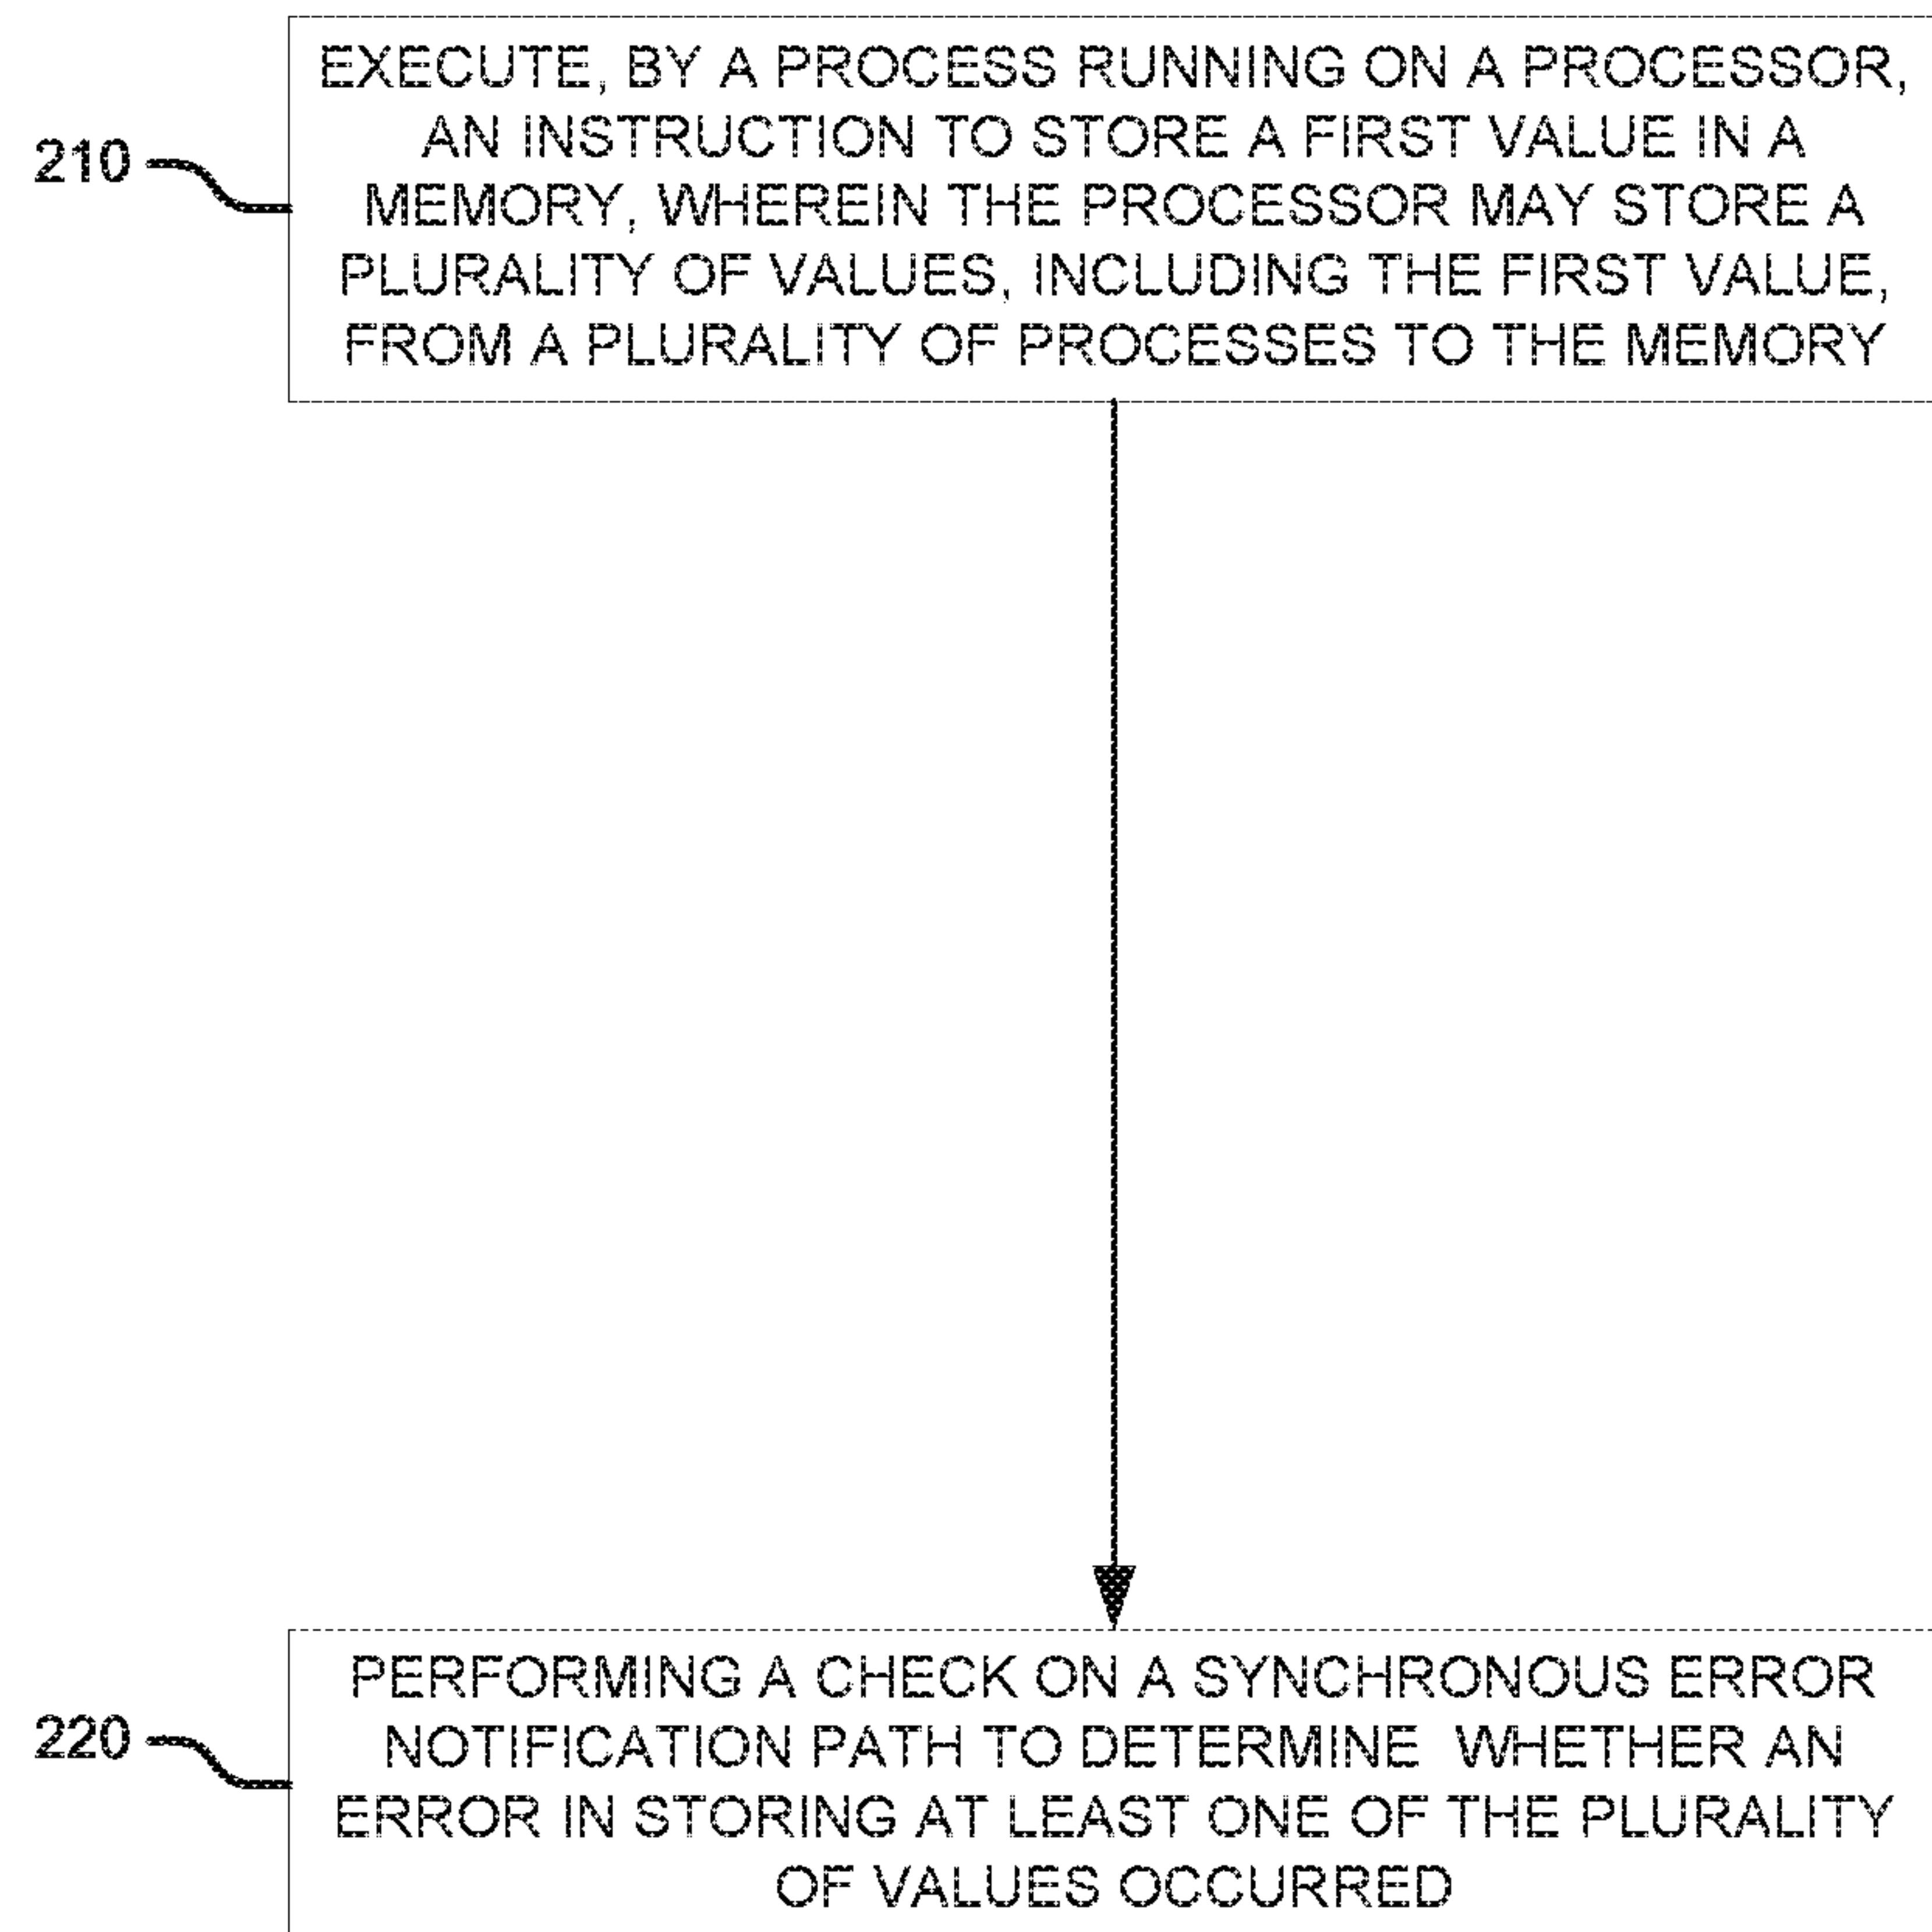 EXECUTE, BY A PROCESS RUNNING ON A PROCESSOR,
AN INSTRUCTION TO STORE A FIRST VALUE IN A
210
MEMORY, WHEREIN THE PROCESSOR MAY STORE A
PLURALITY OF VALUES, INCLUDING THE FIRST VALUE,
FROM A PLURALITY OF PROCESSES TO THE MEMORY
PERFORMING A CHECK ON A SYNCHRONOUS ERROR
220
NOTIFICATION PATH TO DETERMINE WHETHER AN
ERROR IN STORING AT LEAST ONE OF THE PLURALITY
OF VALUES OCCURRED